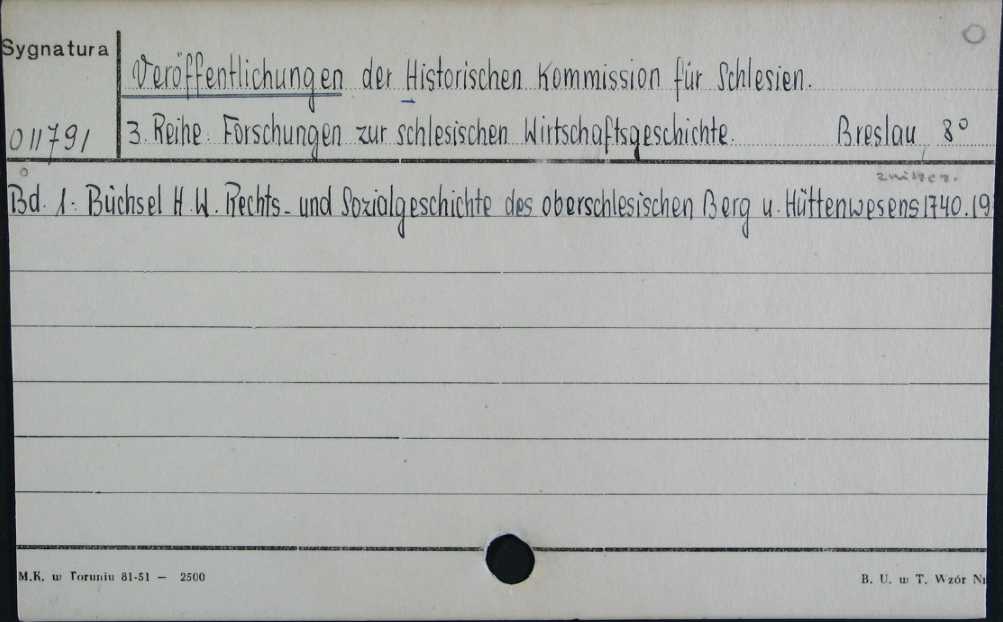 Sygnatura
Veröffentlichungen der Historischen Kommission für Schlesien.
011791
3. Reihe. Forschungen zur schlesischen Wirtschaftsgeschichte. Breslau, 8°
Bd. 1. Büchsel H.W. Rechts- und Sozialgeschichte des oberschlesischen Berg u. Hüttenwesens 1740. 19
M.K. w Toruniu 81-51 — 2500
B. U. w T. Wzór Nr